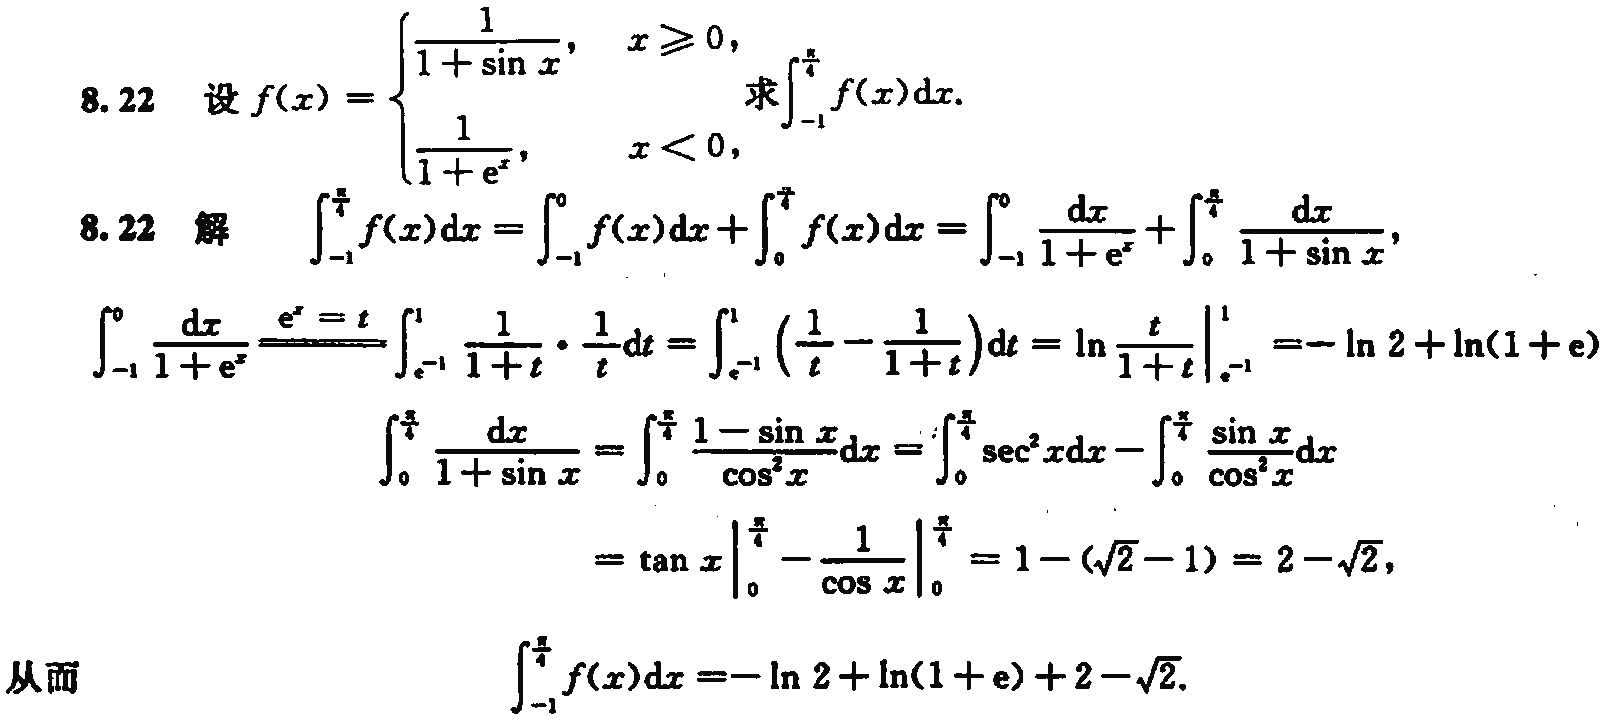 8.22 设 f(x) = { 1/(1 + sin x), x ⩾ 0, 1/(1 + e^x), x < 0, 求∫_{-1}^{π/4} f(x)dx.
8.22 解 ∫_{-1}^{π/4} f(x)dx = ∫_{-1}^{0} f(x)dx + ∫_{0}^{π/4} f(x)dx = ∫_{-1}^{0} dx/(1 + e^x) + ∫_{0}^{π/4} dx/(1 + sin x),
∫_{-1}^{0} dx/(1 + e^x) \xlongequal{e^x = t} ∫_{e^{-1}}^{1} 1/(1 + t) · 1/t dt = ∫_{e^{-1}}^{1} (1/t − 1/(1 + t))dt = ln t/(1 + t) |_{e^{-1}}^{1} = − ln 2 + ln(1 + e)
∫_{0}^{π/4} dx/(1 + sin x) = ∫_{0}^{π/4} (1 − sin x)/(cos² x) dx = ∫_{0}^{π/4} sec² xdx − ∫_{0}^{π/4} sin x/(cos² x) dx
= tan x |_{0}^{π/4} − 1/(cos x) |_{0}^{π/4} = 1 − (√2 − 1) = 2 − √2,
从而 ∫_{-1}^{π/4} f(x)dx = − ln 2 + ln(1 + e) + 2 − √2.